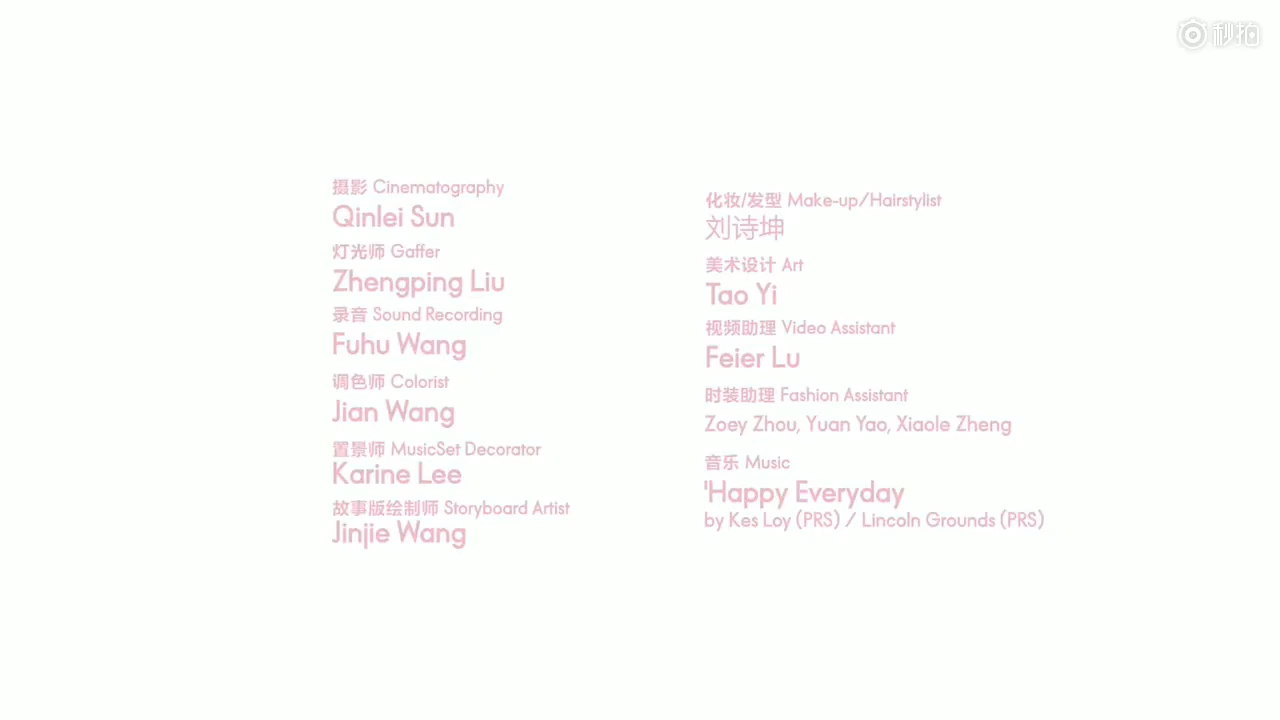 秒拍
摄影 Cinematography
Qinlei Sun
灯光师 Gaffer
Zhengping Liu
录音 Sound Recording
Fuhu Wang
调色师 Colorist
Jian Wang
置景师 MusicSet Decorator
Karine Lee
故事版绘制师 Storyboard Artist
Jinjie Wang
化妆/发型 Make-up/Hairstylist
刘诗坤
美术设计 Art
Tao Yi
视频助理 Video Assistant
Feier Lu
时装助理 Fashion Assistant
Zoey Zhou, Yuan Yao, Xiaole Zheng
音乐 Music
'Happy Everyday
by Kes Loy (PRS) / Lincoln Grounds (PRS)